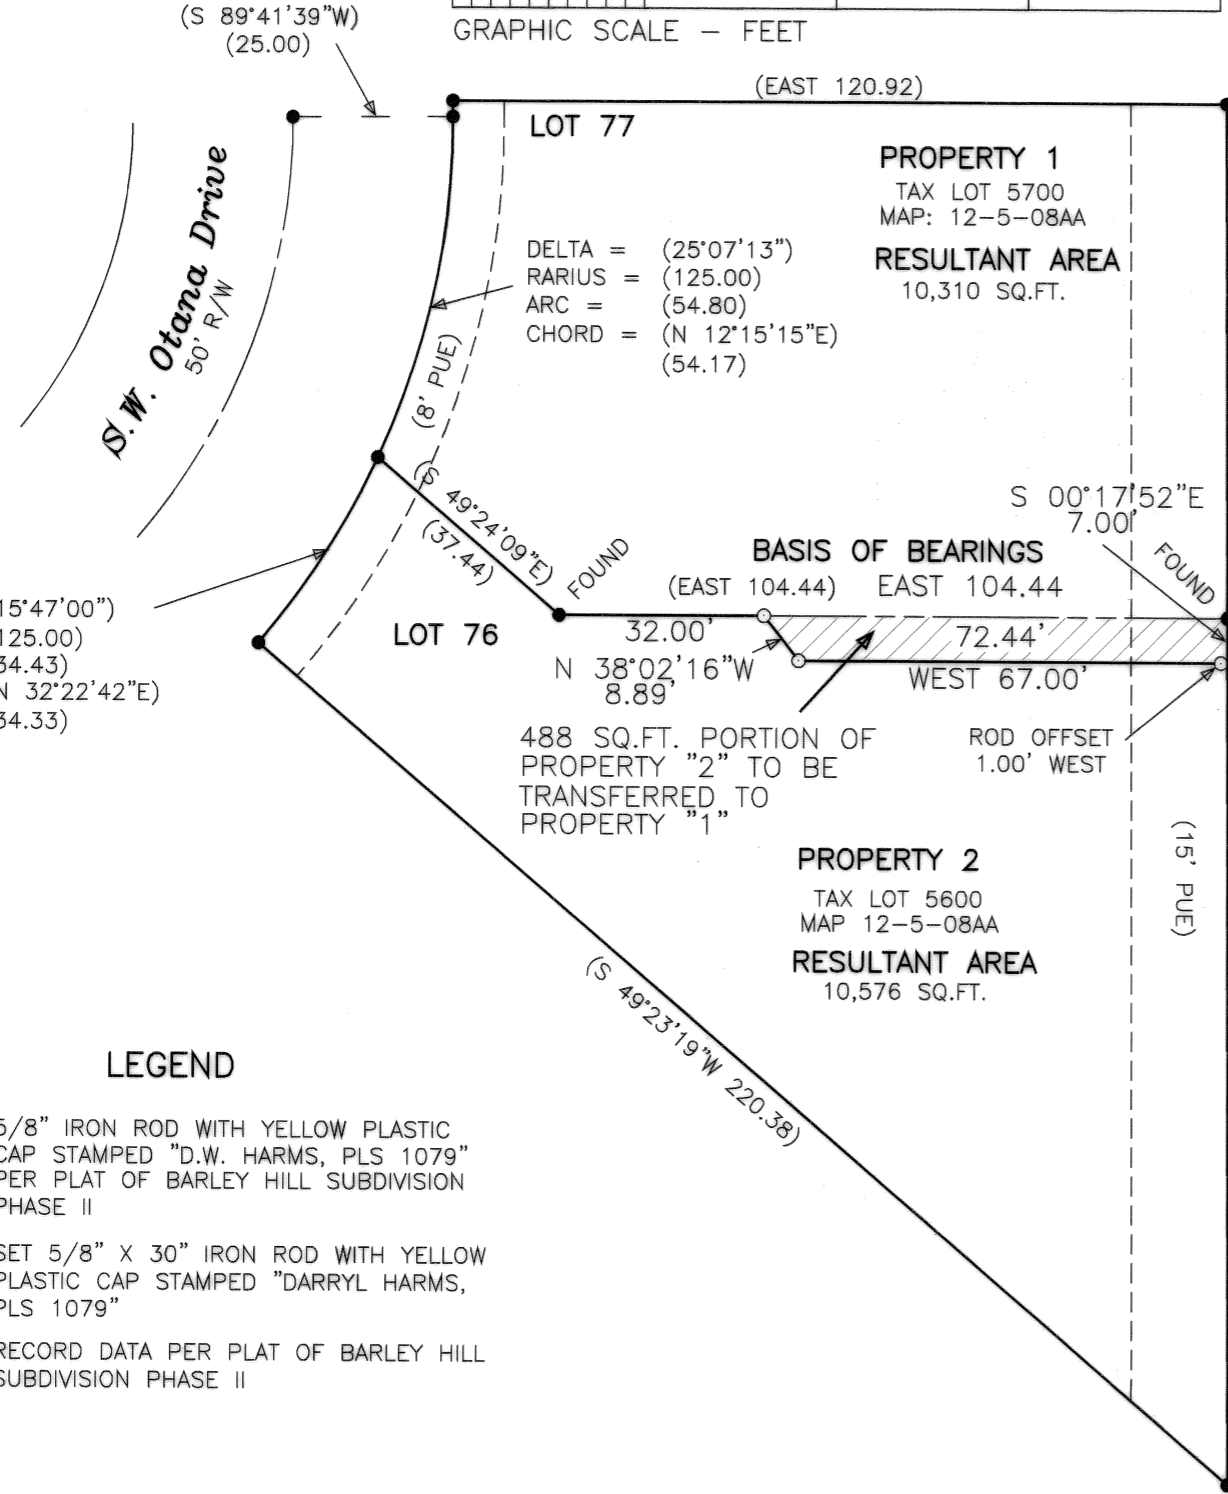 (S 89°41'39"W)
(25.00)
GRAPHIC SCALE – FEET
(EAST 120.92)
LOT 77
PROPERTY 1
TAX LOT 5700
MAP: 12-5-08AA
RESULTANT AREA
10,310 SQ.FT.
S.W. Otana Drive
50' R/W
DELTA = (25°07'13")
RARIUS = (125.00)
ARC = (54.80)
CHORD = (N 12°15'15"E)
(54.17)
(8' PUE)
(S 49°24'09"E)
(37.44)
FOUND
S 00°17'52"E
7.00'
BASIS OF BEARINGS
(EAST 104.44) EAST 104.44
FOUND
15°47'00")
125.00)
34.43)
N 32°22'42"E)
34.33)
LOT 76
32.00'
72.44'
N 38°02'16"W
8.89'
WEST 67.00'
488 SQ.FT. PORTION OF
PROPERTY "2" TO BE
TRANSFERRED TO
PROPERTY "1"
ROD OFFSET
1.00' WEST
(15' PUE)
PROPERTY 2
TAX LOT 5600
MAP 12-5-08AA
RESULTANT AREA
10,576 SQ.FT.
(S 49°23'19"W 220.38)
LEGEND
5/8" IRON ROD WITH YELLOW PLASTIC
CAP STAMPED "D.W. HARMS, PLS 1079"
PER PLAT OF BARLEY HILL SUBDIVISION
PHASE II
SET 5/8" X 30" IRON ROD WITH YELLOW
PLASTIC CAP STAMPED "DARRYL HARMS,
PLS 1079"
RECORD DATA PER PLAT OF BARLEY HILL
SUBDIVISION PHASE II